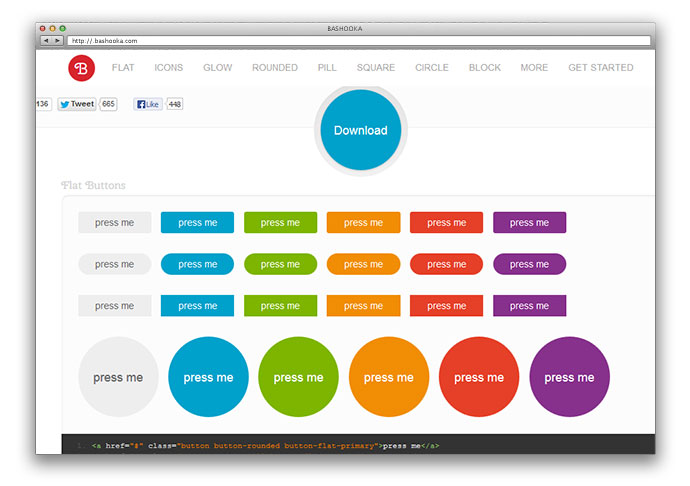 BASHOOKA
http://.bashooka.com
B FLAT ICONS GLOW ROUNDED PILL SQUARE CIRCLE BLOCK MORE GET STARTED
136 Tweet 665 Like 448
Download
Flat Buttons
press me press me press me press me press me press me
press me press me press me press me press me press me
press me press me press me press me press me press me
press me press me press me press me press me press me
1. <a href="#" class="button button-rounded button-flat-primary">press me</a>